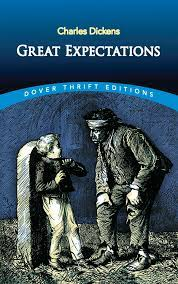 Charles Dickens
GREAT EXPECTATIONS
DOVER THRIFT EDITIONS